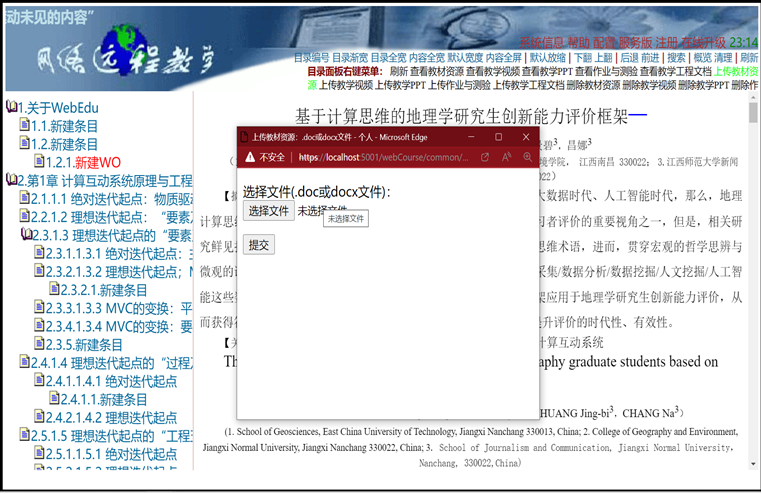 动未见的内容”
网络远程教学
系统信息 帮助 配置 服务版 注册 在线升级 23:14
目录编号 目录渐宽 目录全宽 内容全宽 默认宽度 内容全屏 | 默认放缩 | 下翻 上翻 | 后退 前进 | 搜索 | 概览 清理 | 刷新
目录面板右键菜单： 刷新 查看教材资源 查看教学视频 查看教学PPT 查看作业与测验 查看教学工程文档 上传教材资
源 上传教学视频 上传教学PPT 上传作业与测验 上传教学工程文档 删除教材资源 删除教学视频 删除教学PPT 删除作
1.关于WebEdu
1.1.新建条目
1.2.新建条目
1.2.1.新建WO
2.第1章 计算互动系统原理与工程
2.1.1.1 绝对迭代起点：物质驱
2.2.1.2 理想迭代起点：“要素
2.3.1.3 理想迭代起点的“要素
2.3.1.1.3.1 绝对迭代起点：
2.3.2.1.3.2 理想迭代起点；M
2.3.2.1.新建条目
2.3.3.1.3.3 MVC的变换：平
2.3.4.1.3.4 MVC的变换：要
2.3.5.新建条目
2.4.1.4 理想迭代起点的“过程
2.4.1.1.4.1 绝对迭代起点
2.4.1.1.新建条目
2.4.2.1.4.2 理想迭代起点
2.5.1.5 理想迭代起点的“工程
2.5.1.1.5.1 绝对迭代起点
2.5.2.1.5.2 理想迭代起点
基于计算思维的地理学研究生创新能力评价框架
碧3，昌娜3
境学院， 江西南昌 330022； 3.江西师范大学新闻
022）
大数据时代、人工智能时代，那么，地理
计算思维
习者评价的重要视角之一，但是，相关研
究鲜见
思维术语，进而，贯穿宏观的哲学思辨与
微观的
采集/数据分析/数据挖掘/人文挖掘/人工智
能这些
架应用于地理学研究生创新能力评价，从
而获得
提升评价的时代性、有效性。
【关
计算互动系统
Th
aphy graduate students based on
HUANG Jing-bi3，CHANG Na3）
(1. School of Geosciences, East China University of Technology, Jiangxi Nanchang 330013, China; 2. College of Geography and Environment,
Jiangxi Normal University, Jiangxi Nanchang 330022, China; 3. School of Journalism and Communication, Jiangxi Normal University,
Nanchang, 330022,China)
上传教材资源：.doc或docx文件 - 个人 - Microsoft Edge
不安全 https://localhost:5001/webCourse/common/...
选择文件(.doc或docx文件)：
选择文件 未选择文件
未选择文件
提交